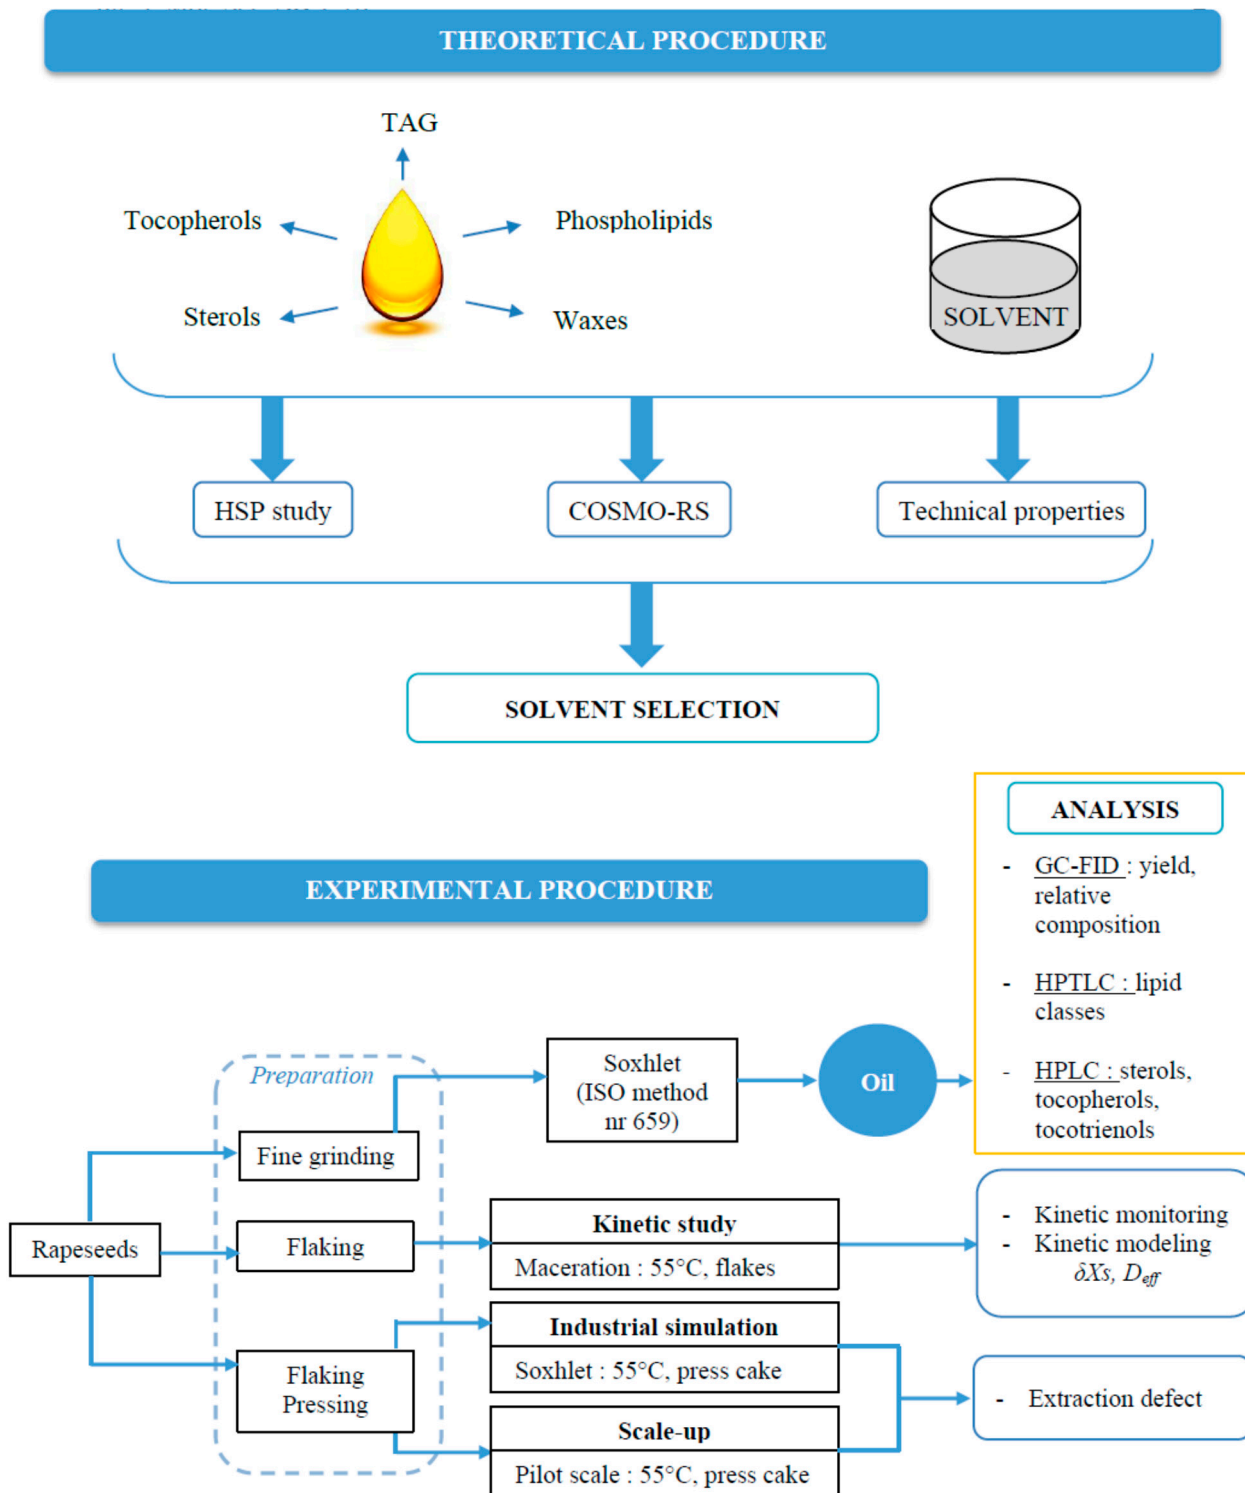 THEORETICAL PROCEDURE
TAG
Tocopherols
Phospholipids
Sterols
Waxes
SOLVENT
HSP study
COSMO-RS
Technical properties
SOLVENT SELECTION
EXPERIMENTAL PROCEDURE
ANALYSIS
- GC-FID : yield,
relative
composition
- HPTLC : lipid
classes
- HPLC : sterols,
tocopherols,
tocotrienols
Preparation
Fine grinding
Soxhlet
(ISO method
nr 659)
Oil
Rapeseeds
Flaking
Kinetic study
Maceration : 55°C, flakes
- Kinetic monitoring
- Kinetic modeling
δXs, Deff
Flaking
Pressing
Industrial simulation
Soxhlet : 55°C, press cake
Scale-up
Pilot scale : 55°C, press cake
- Extraction defect